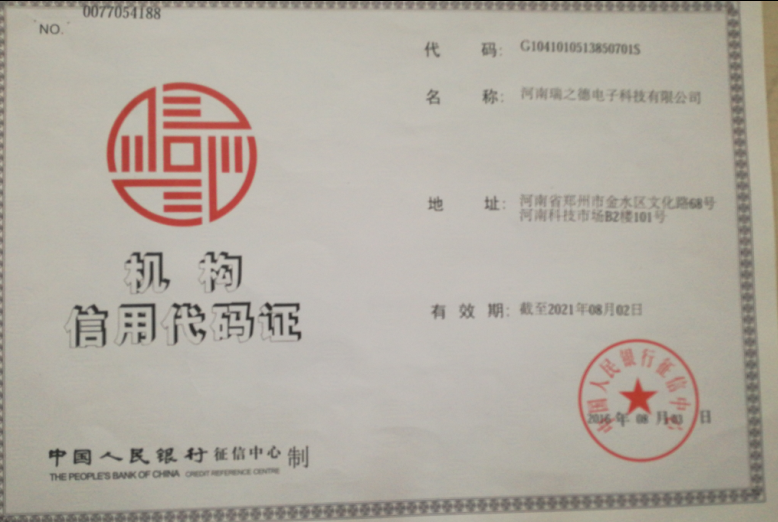 NO. 0077054188
代 码: G1041010513850701S
名 称: 河南瑞之德电子科技有限公司
地 址: 河南省郑州市金水区文化路68号
河南科技市场B2楼101号
机构
信用代码证
有 效 期: 截至2021年08月02日
中国人民银行征信中心
2016年 08 月 03 日
中国人民银行征信中心 制
THE PEOPLE'S BANK OF CHINA CREDIT REFERENCE CENTRE